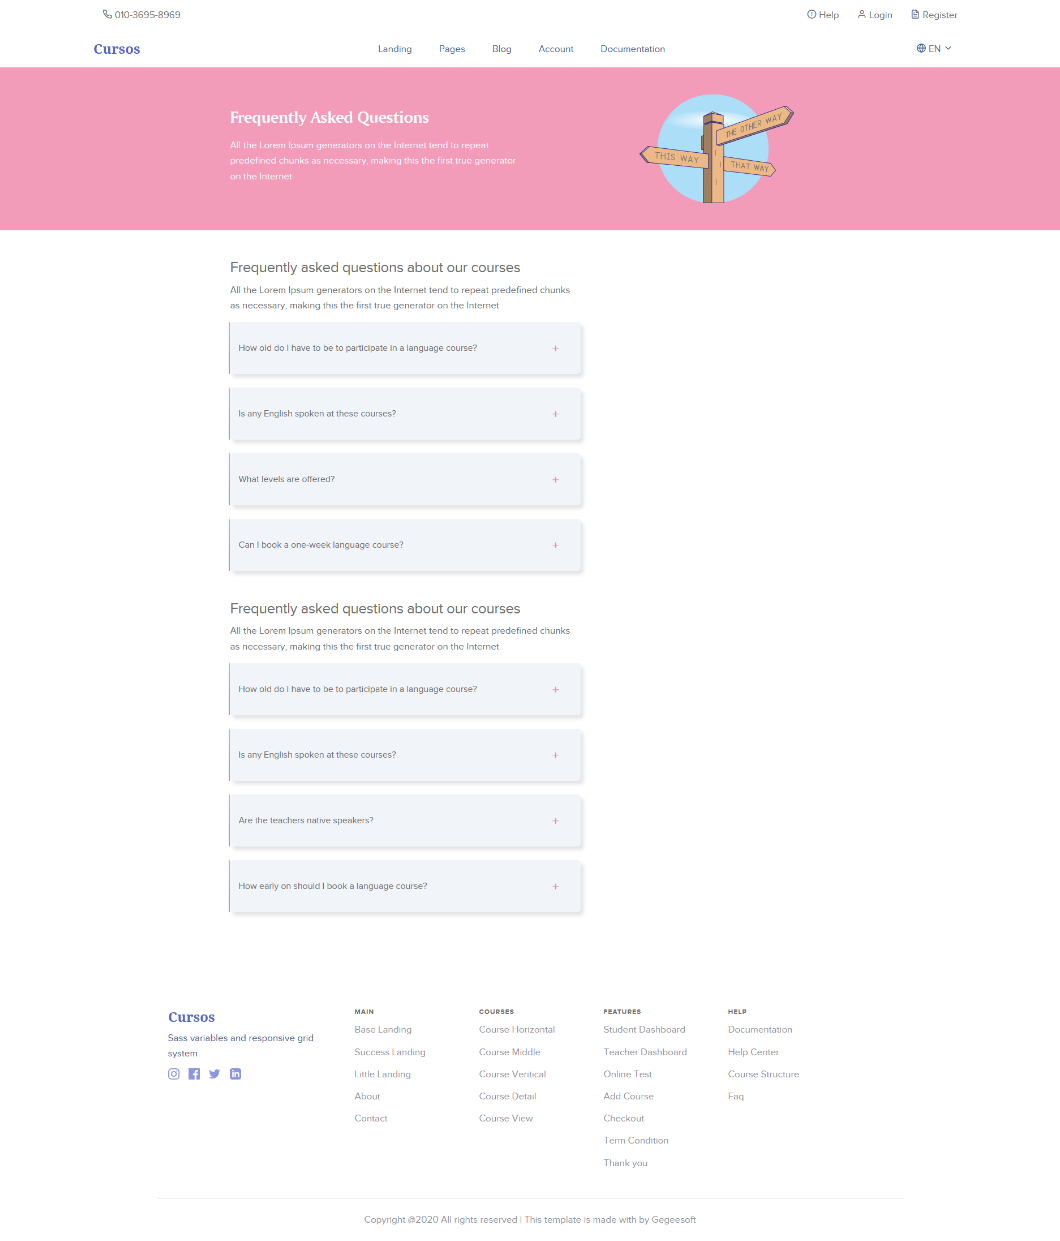 010-3695-8969
Help
Login
Register
Cursos
Landing
Pages
Blog
Account
Documentation
EN
Frequently Asked Questions
All the Lorem Ipsum generators on the Internet tend to repeat
predefined chunks as necessary, making this the first true generator
on the Internet
THE OTHER WAY
THIS WAY
THAT WAY
Frequently asked questions about our courses
All the Lorem Ipsum generators on the Internet tend to repeat predefined chunks
as necessary, making this the first true generator on the Internet
How old do I have to be to participate in a language course?
+
Is any English spoken at these courses?
+
What levels are offered?
+
Can I book a one-week language course?
+
Frequently asked questions about our courses
All the Lorem Ipsum generators on the Internet tend to repeat predefined chunks
as necessary, making this the first true generator on the Internet
How old do I have to be to participate in a language course?
+
Is any English spoken at these courses?
+
Are the teachers native speakers?
+
How early on should I book a language course?
+
Cursos
Sass variables and responsive grid
system
MAIN
Base Landing
Success Landing
Little Landing
About
Contact
COURSES
Course Horizontal
Course Middle
Course Veritical
Course Detail
Course View
FEATURES
Student Dashboard
Teacher Dashboard
Online Test
Add Course
Checkout
Term Condition
Thank you
HELP
Documentation
Help Center
Course Structure
Faq
Copyright @2020 All rights reserved | This template is made with by Gegeesoft